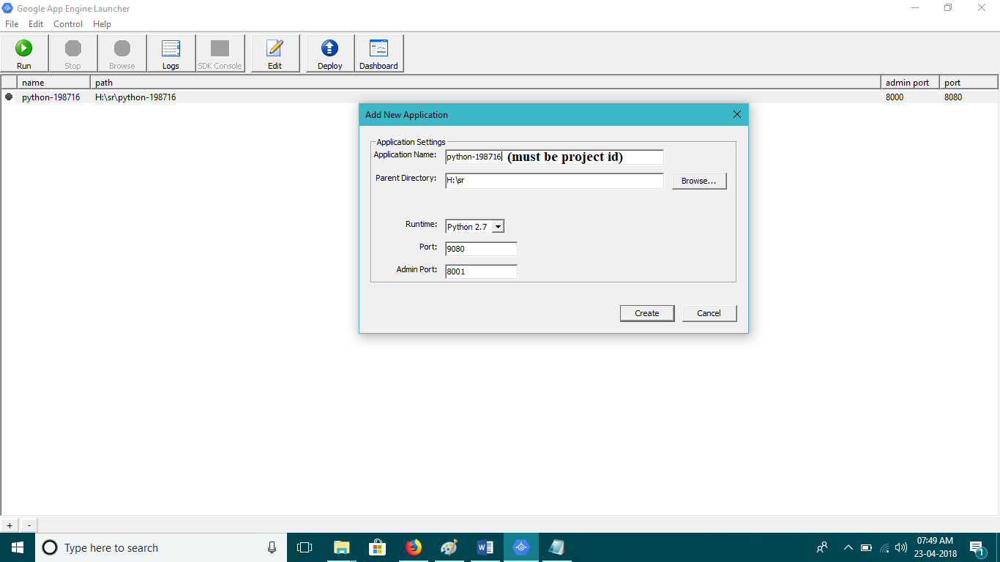 Google App Engine Launcher
File Edit Control Help
Run Stop Browse Logs SDK Console Edit Deploy Dashboard
name path admin port port
python-198716 H:\sr\python-198716 8000 8080
Add New Application
Application Settings
Application Name: python-198716 (must be project id)
Parent Directory: H:\sr Browse...
Runtime: Python 2.7
Port: 9080
Admin Port: 8001
Create Cancel
+ -
Type here to search
07:49 AM
23-04-2018
1